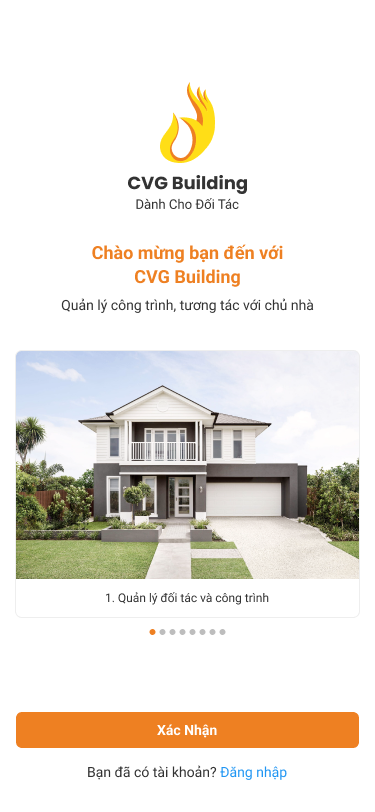 CVG Building
Dành Cho Đối Tác
Chào mừng bạn đến với
CVG Building
Quản lý công trình, tương tác với chủ nhà
1. Quản lý đối tác và công trình
Xác Nhận
Bạn đã có tài khoản? Đăng nhập